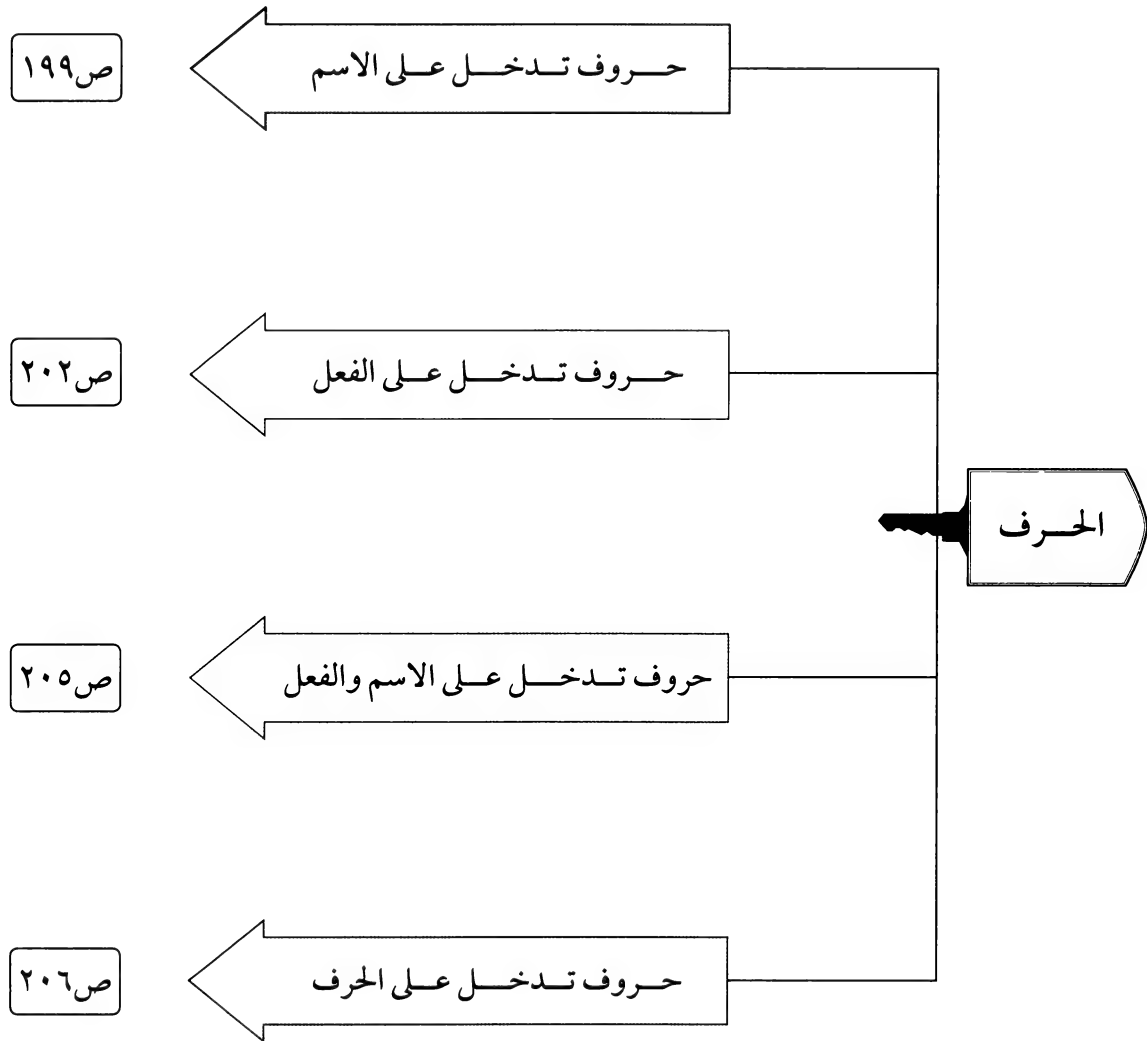 حروف تدخل على الاسم
ص١٩٩
حروف تدخل على الفعل
ص٢٠٢
الحرف
حروف تدخل على الاسم والفعل
ص٢٠٥
حروف تدخل على الحرف
ص٢٠٦